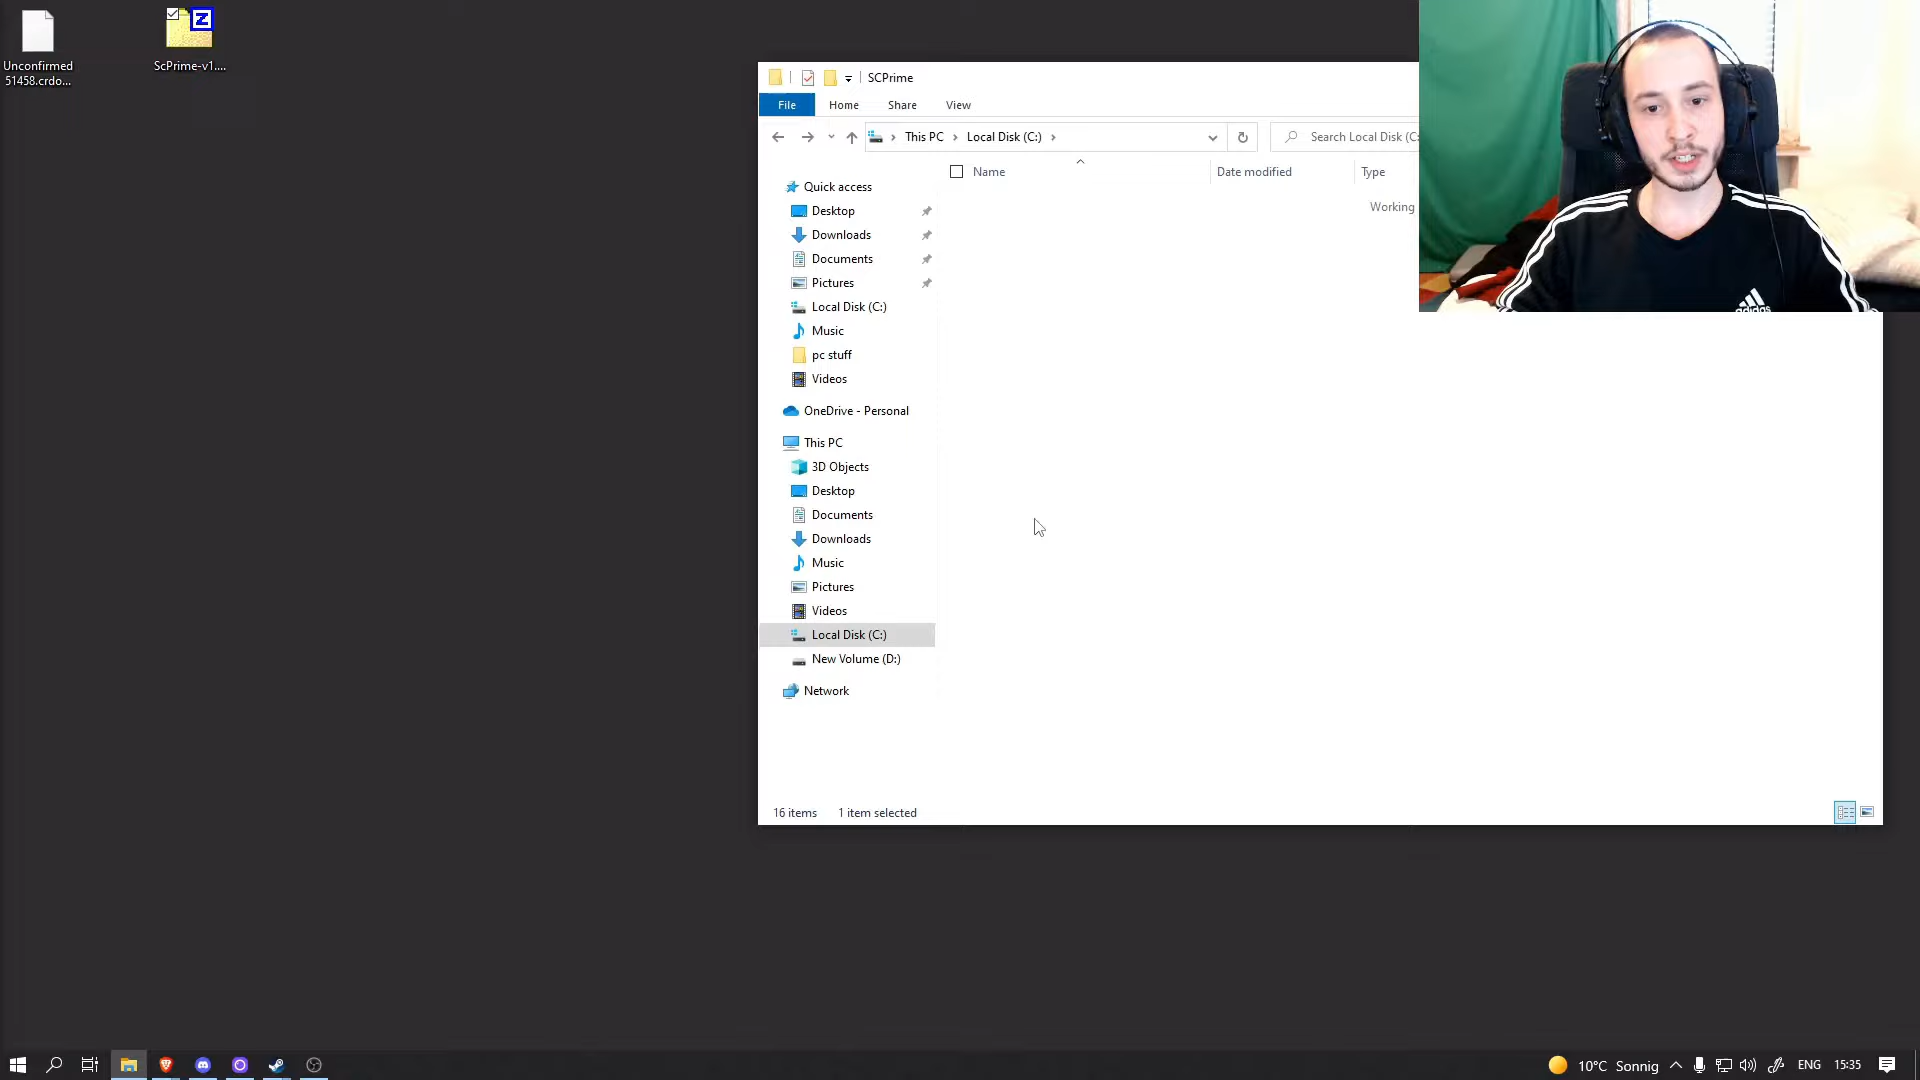 Unconfirmed
51458.crdo...
Z
ScPrime-v1....
SCPrime
File
Home
Share
View
This PC
Local Disk (C:)
Search Local Disk (C:
Name
Date modified
Type
Working
Quick access
Desktop
Downloads
Documents
Pictures
Local Disk (C:)
Music
pc stuff
Videos
OneDrive - Personal
This PC
3D Objects
Desktop
Documents
Downloads
Music
Pictures
Videos
Local Disk (C:)
New Volume (D:)
Network
16 items
1 item selected
adidas
10°C Sonnig
ENG
15:35